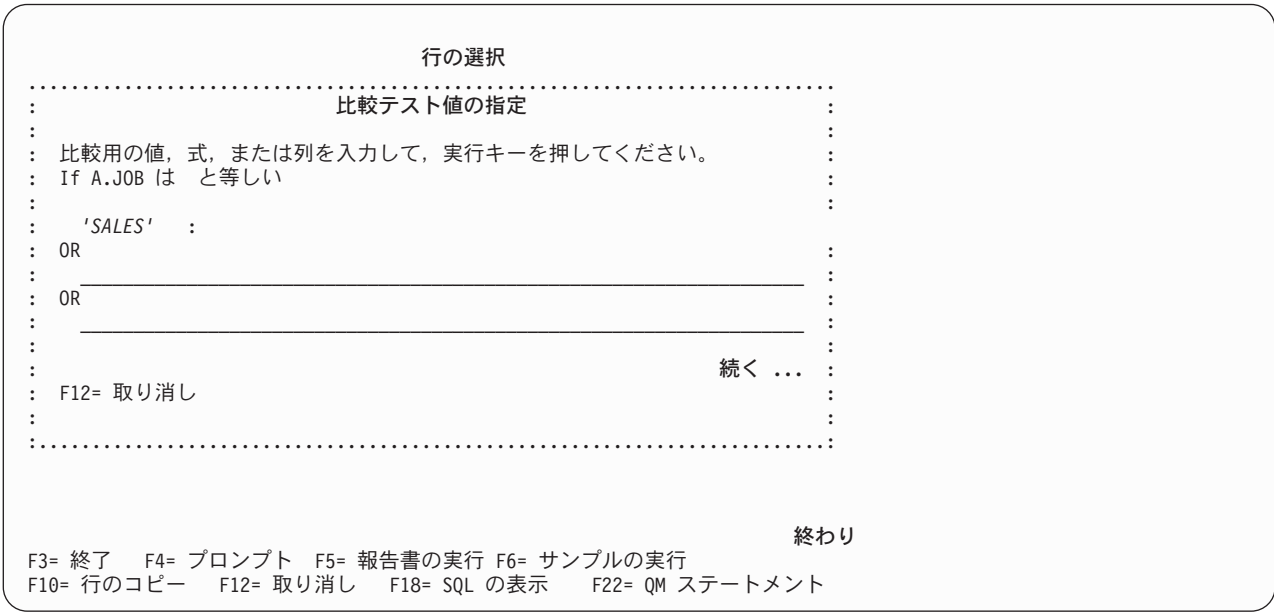 行の選択
...........................................................................
: 比較テスト値の指定 :
: :
: 比較用の値, 式, または列を入力して, 実行キーを押してください。 :
: If A.JOB は と等しい :
: :
: 'SALES' :
: OR :
: ____________________________________________________________________ :
: OR :
: ____________________________________________________________________ :
: :
: 続く ... :
: F12= 取り消し :
: :
:.........................................................................:
終わり
F3= 終了 F4= プロンプト F5= 報告書の実行 F6= サンプルの実行
F10= 行のコピー F12= 取り消し F18= SQL の表示 F22= QM ステートメント